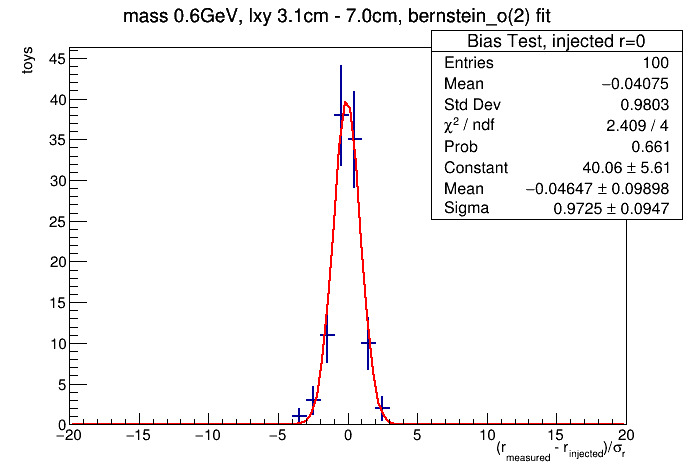 mass 0.6GeV, lxy 3.1cm - 7.0cm, bernstein_o(2) fit
Bias Test, injected r=0
Entries 100
Mean −0.04075
Std Dev 0.9803
χ² / ndf 2.409 / 4
Prob 0.661
Constant 40.06 ± 5.61
Mean −0.04647 ± 0.09898
Sigma 0.9725 ± 0.0947
toys
45
40
35
30
25
20
15
10
5
0
−20 −15 −10 −5 0 5 10 15 20
(r_measured - r_injected)/σ_r